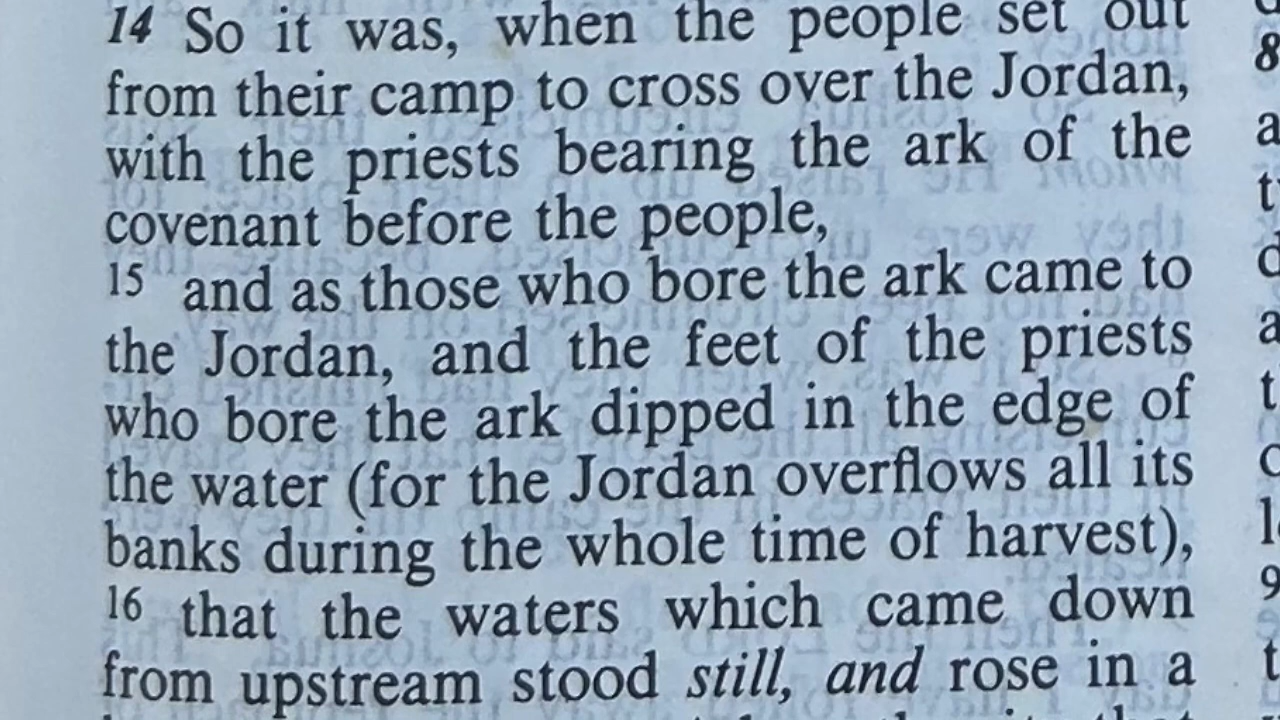 14 So it was, when the people set out
from their camp to cross over the Jordan,
with the priests bearing the ark of the
covenant before the people,
15 and as those who bore the ark came to
the Jordan, and the feet of the priests
who bore the ark dipped in the edge of
the water (for the Jordan overflows all its
banks during the whole time of harvest),
16 that the waters which came down
from upstream stood still, and rose in a
8
9